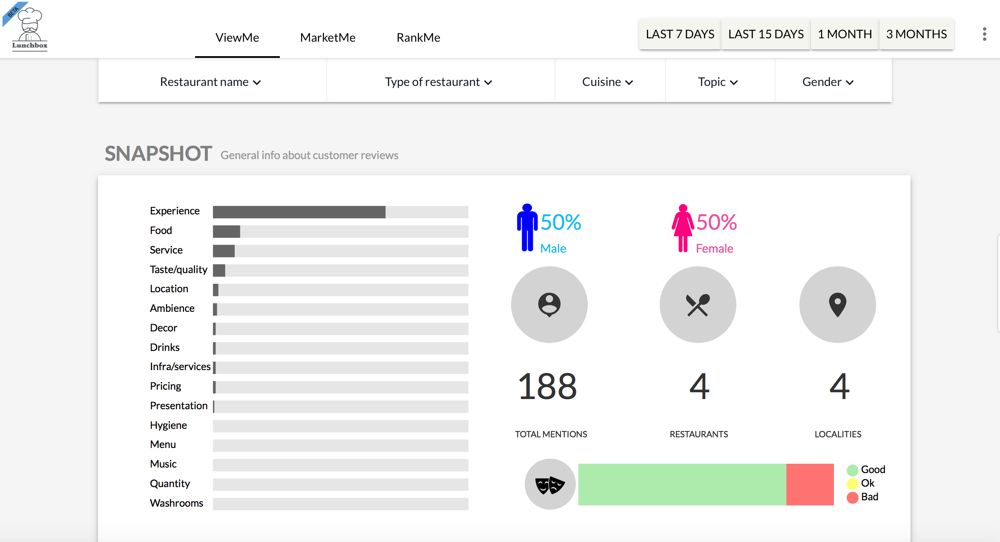 BETA
Lunchbox
ViewMe MarketMe RankMe
LAST 7 DAYS LAST 15 DAYS 1 MONTH 3 MONTHS
Restaurant name Type of restaurant Cuisine Topic Gender
SNAPSHOT General info about customer reviews
Experience
Food
Service
Taste/quality
Location
Ambience
Decor
Drinks
Infra/services
Pricing
Presentation
Hygiene
Menu
Music
Quantity
Washrooms
50% 50%
Male Female
188 4 4
TOTAL MENTIONS RESTAURANTS LOCALITIES
Good
Ok
Bad